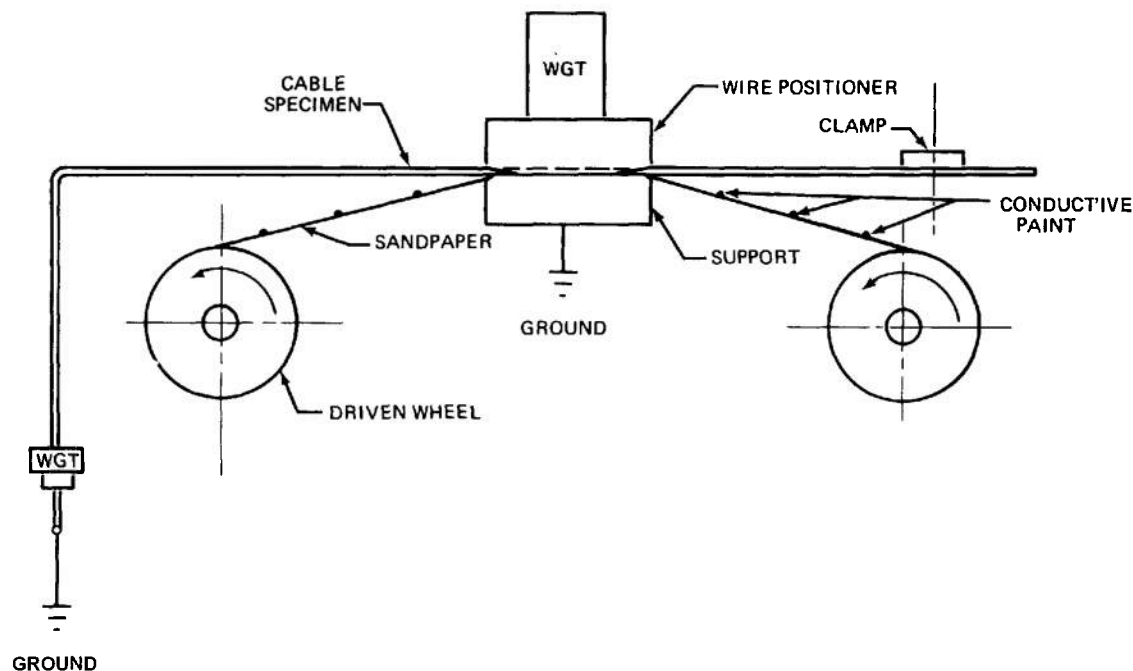 WGT
CABLE
SPECIMEN
WIRE POSITIONER
CLAMP
CONDUCTIVE
PAINT
SANDPAPER
SUPPORT
GROUND
DRIVEN WHEEL
WGT
GROUND